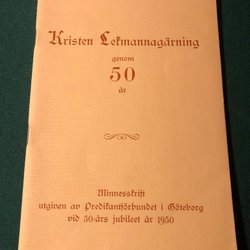 Kristen Lekmannagärning
genom
50
år
Minnesskrift
utgiven av Predikantförbundet i Göteborg
vid 50-års jubileet år 1950